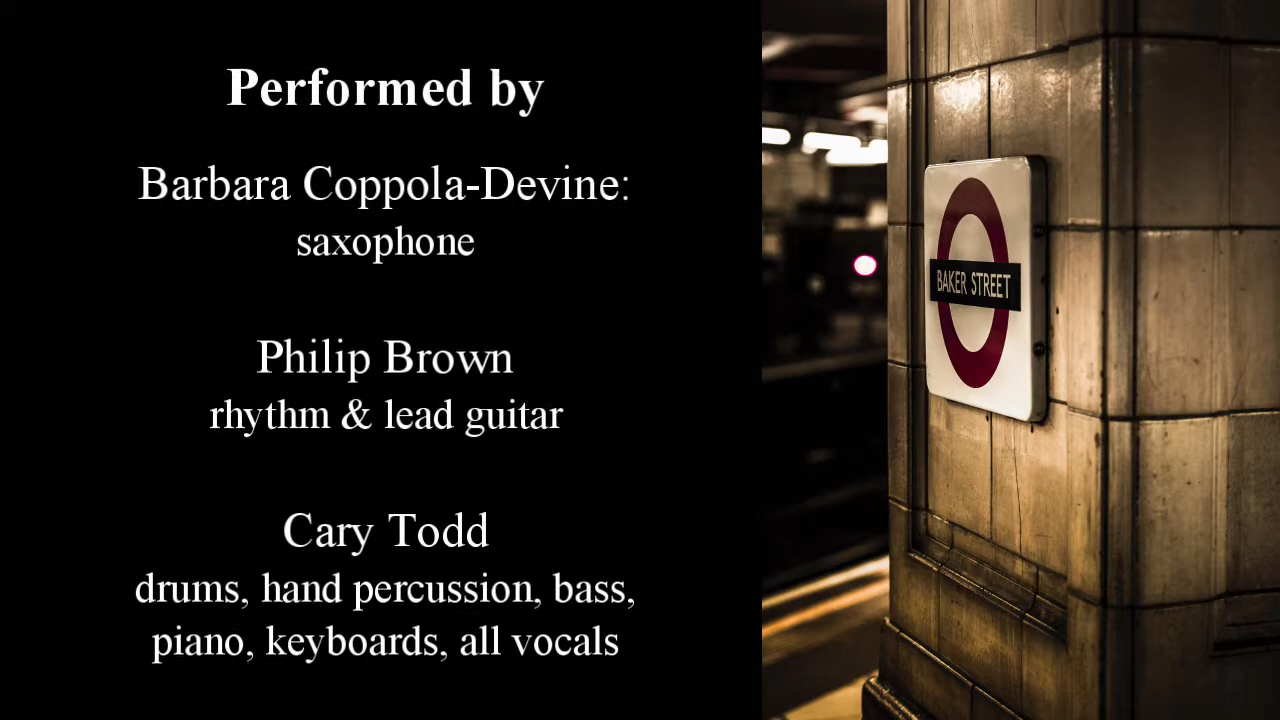 Performed by
Barbara Coppola-Devine:
saxophone
Philip Brown
rhythm & lead guitar
Cary Todd
drums, hand percussion, bass,
piano, keyboards, all vocals
BAKER STREET